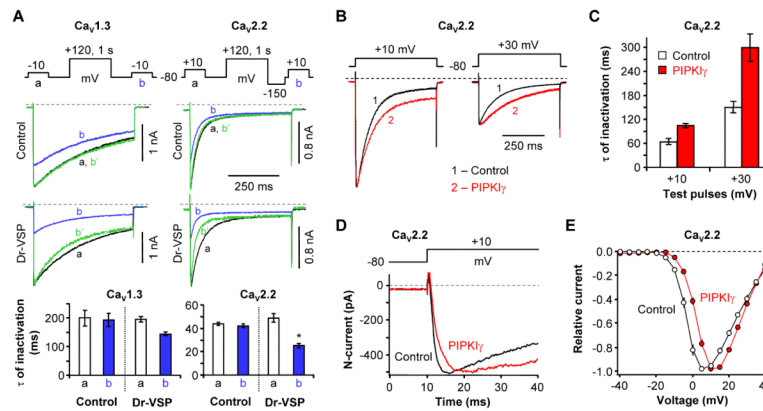 A
Caᵥ1.3
Caᵥ2.2
+120, 1 s
-10
-10
mV
a
b
+120, 1 s
+10
+10
-80
mV
a
b
-150
Control
b
a, b'
1 nA
b
a, b'
0.8 nA
250 ms
Dr-VSP
b
b'
a
1 nA
b
b'
a
0.8 nA
Caᵥ1.3
Caᵥ2.2
τ of inactivation
(ms)
300
200
100
0
60
40
20
0
*
a b a b
a b a b
Control Dr-VSP
Control Dr-VSP
B
Caᵥ2.2
+10 mV
-80
+30 mV
1
2
1
2
250 ms
1 – Control
2 – PIPKIγ
C
Caᵥ2.2
τ of inactivation
(ms)
300
240
180
120
60
0
Control
PIPKIγ
+10 +30
Test pulses (mV)
D
Caᵥ2.2
+10
-80
mV
N-current (pA)
0
-200
-400
PIPKIγ
Control
0 10 20 30 40
Time (ms)
E
Caᵥ2.2
Relative current
0.0
-0.2
-0.4
-0.6
-0.8
-1.0
Control
PIPKIγ
-40 -20 0 20 40
Voltage (mV)